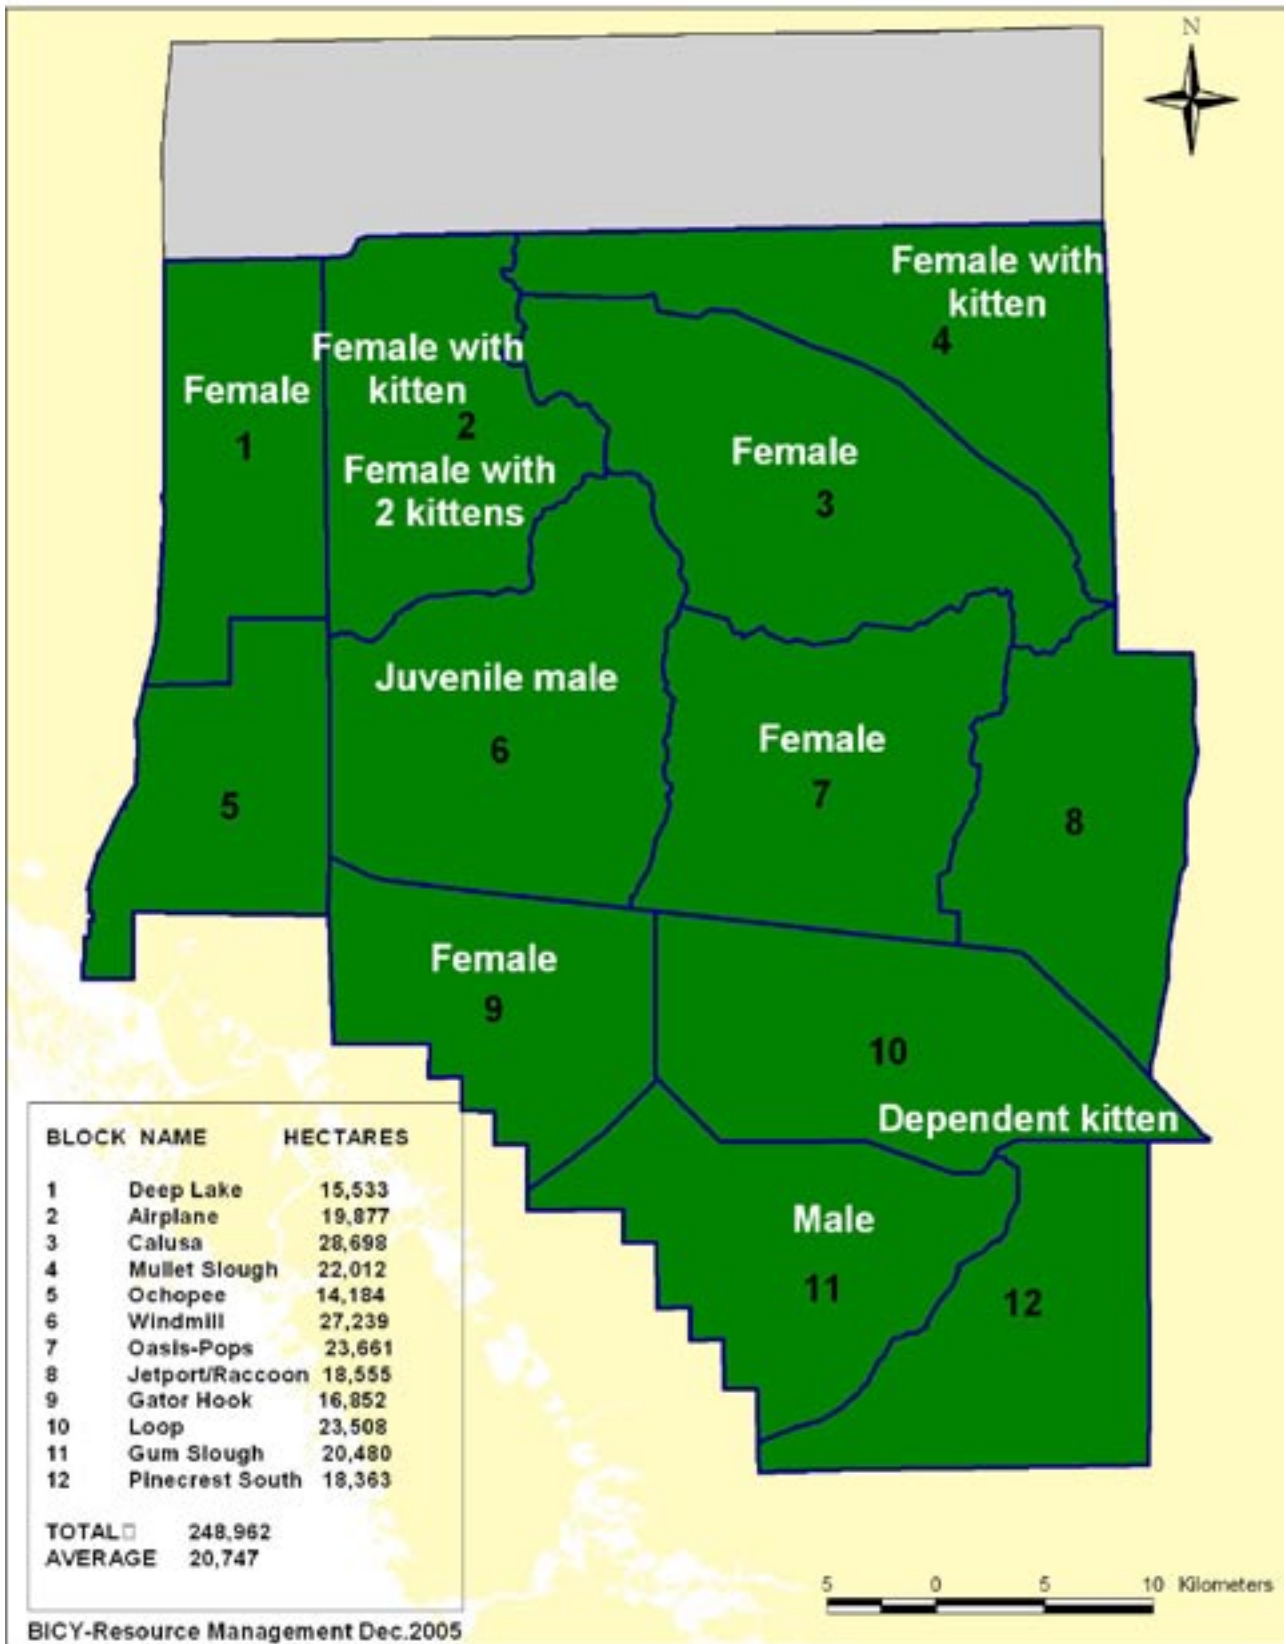 N
Female with
kitten
4
Female with
kitten
2
Female
1
Female with
2 kittens
Female
3
Juvenile male
6
Female
7
5
8
Female
9
10
Dependent kitten
Male
11
12
BLOCK NAME HECTARES
1 Deep Lake 15,533
2 Airplane 19,877
3 Calusa 28,698
4 Mullet Slough 22,012
5 Ochopee 14,184
6 Windmill 27,239
7 Oasis-Pops 23,661
8 Jetport/Raccoon 18,555
9 Gator Hook 16,852
10 Loop 23,508
11 Gum Slough 20,480
12 Pinecrest South 18,363
TOTAL□ 248,962
AVERAGE 20,747
5 0 5 10 Kilometers
BICY-Resource Management Dec.2005